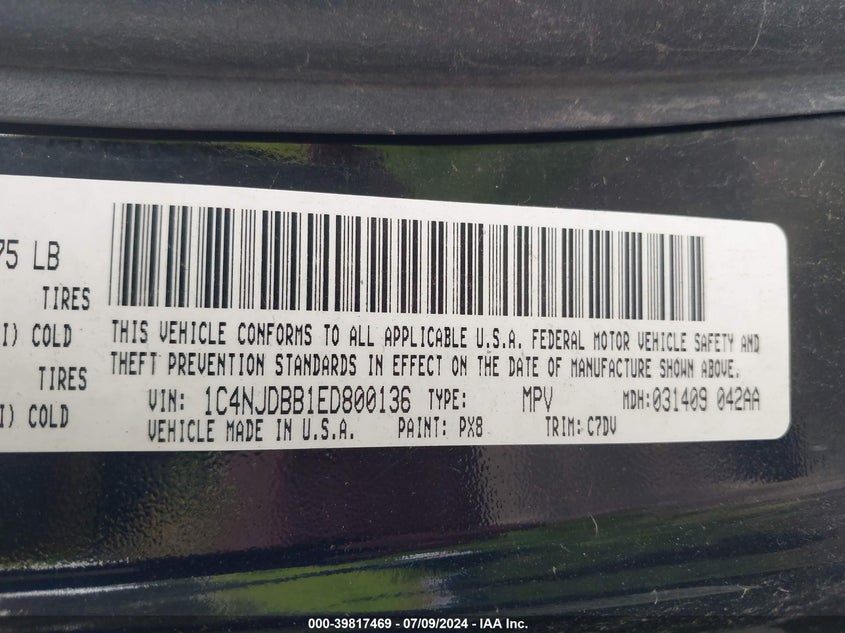 75 LB
TIRES
I) COLD
TIRES
I) COLD
THIS VEHICLE CONFORMS TO ALL APPLICABLE U.S.A. FEDERAL MOTOR VEHICLE SAFETY AND
THEFT PREVENTION STANDARDS IN EFFECT ON THE DATE OF MANUFACTURE SHOWN ABOVE.
VIN: 1C4NJDBB1ED800136 TYPE: MPV MDH:031409 042AA
VEHICLE MADE IN U.S.A. PAINT: PX8 TRIM: C7DV
000-39817469 - 07/09/2024 - IAA Inc.